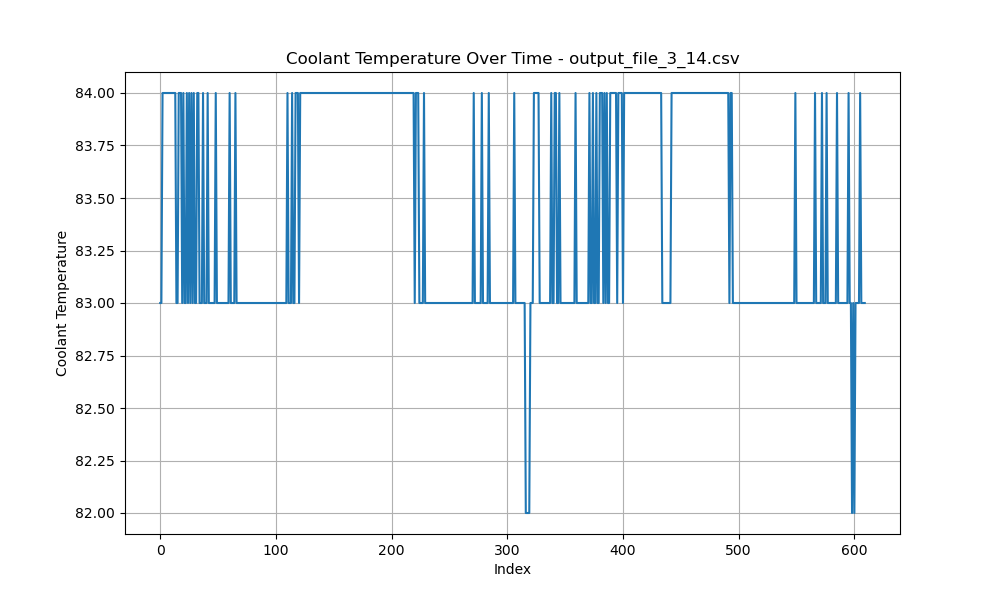 Coolant Temperature Over Time - output_file_3_14.csv
84.00
83.75
83.50
83.25
83.00
82.75
82.50
82.25
82.00
Coolant Temperature
0 100 200 300 400 500 600
Index